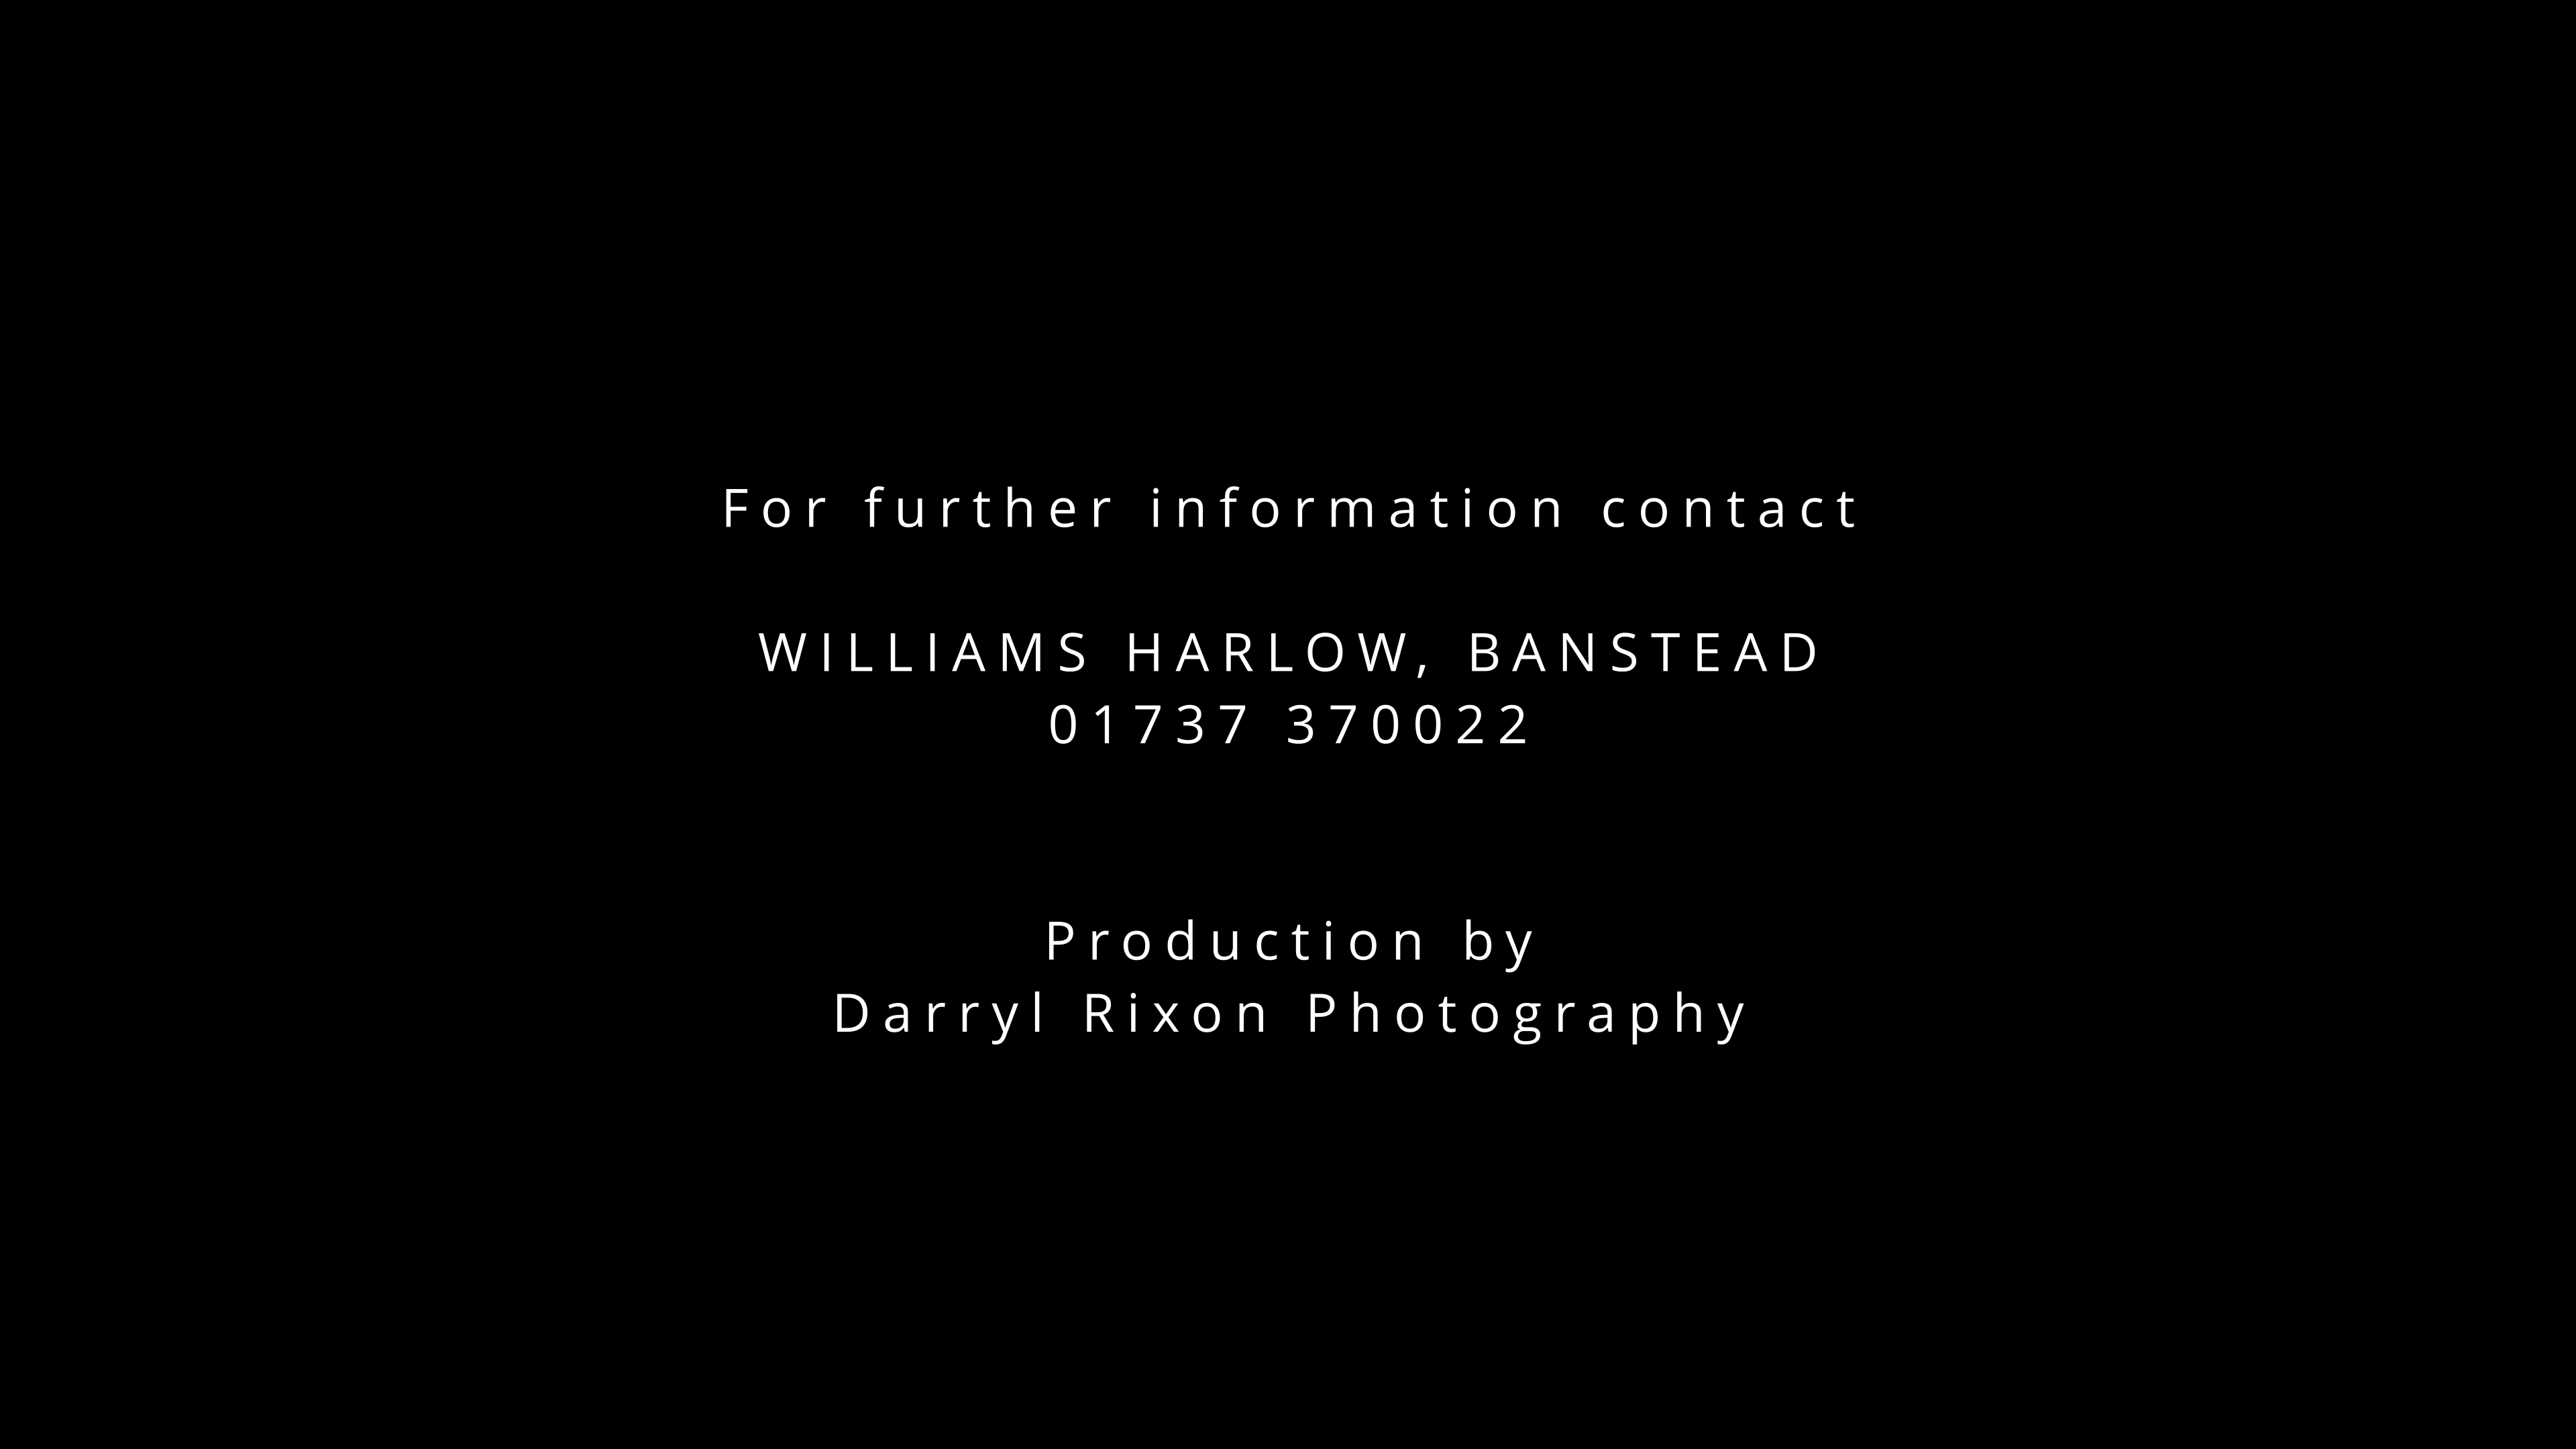 For further information contact
WILLIAMS HARLOW, BANSTEAD
01737 370022
Production by
Darryl Rixon Photography